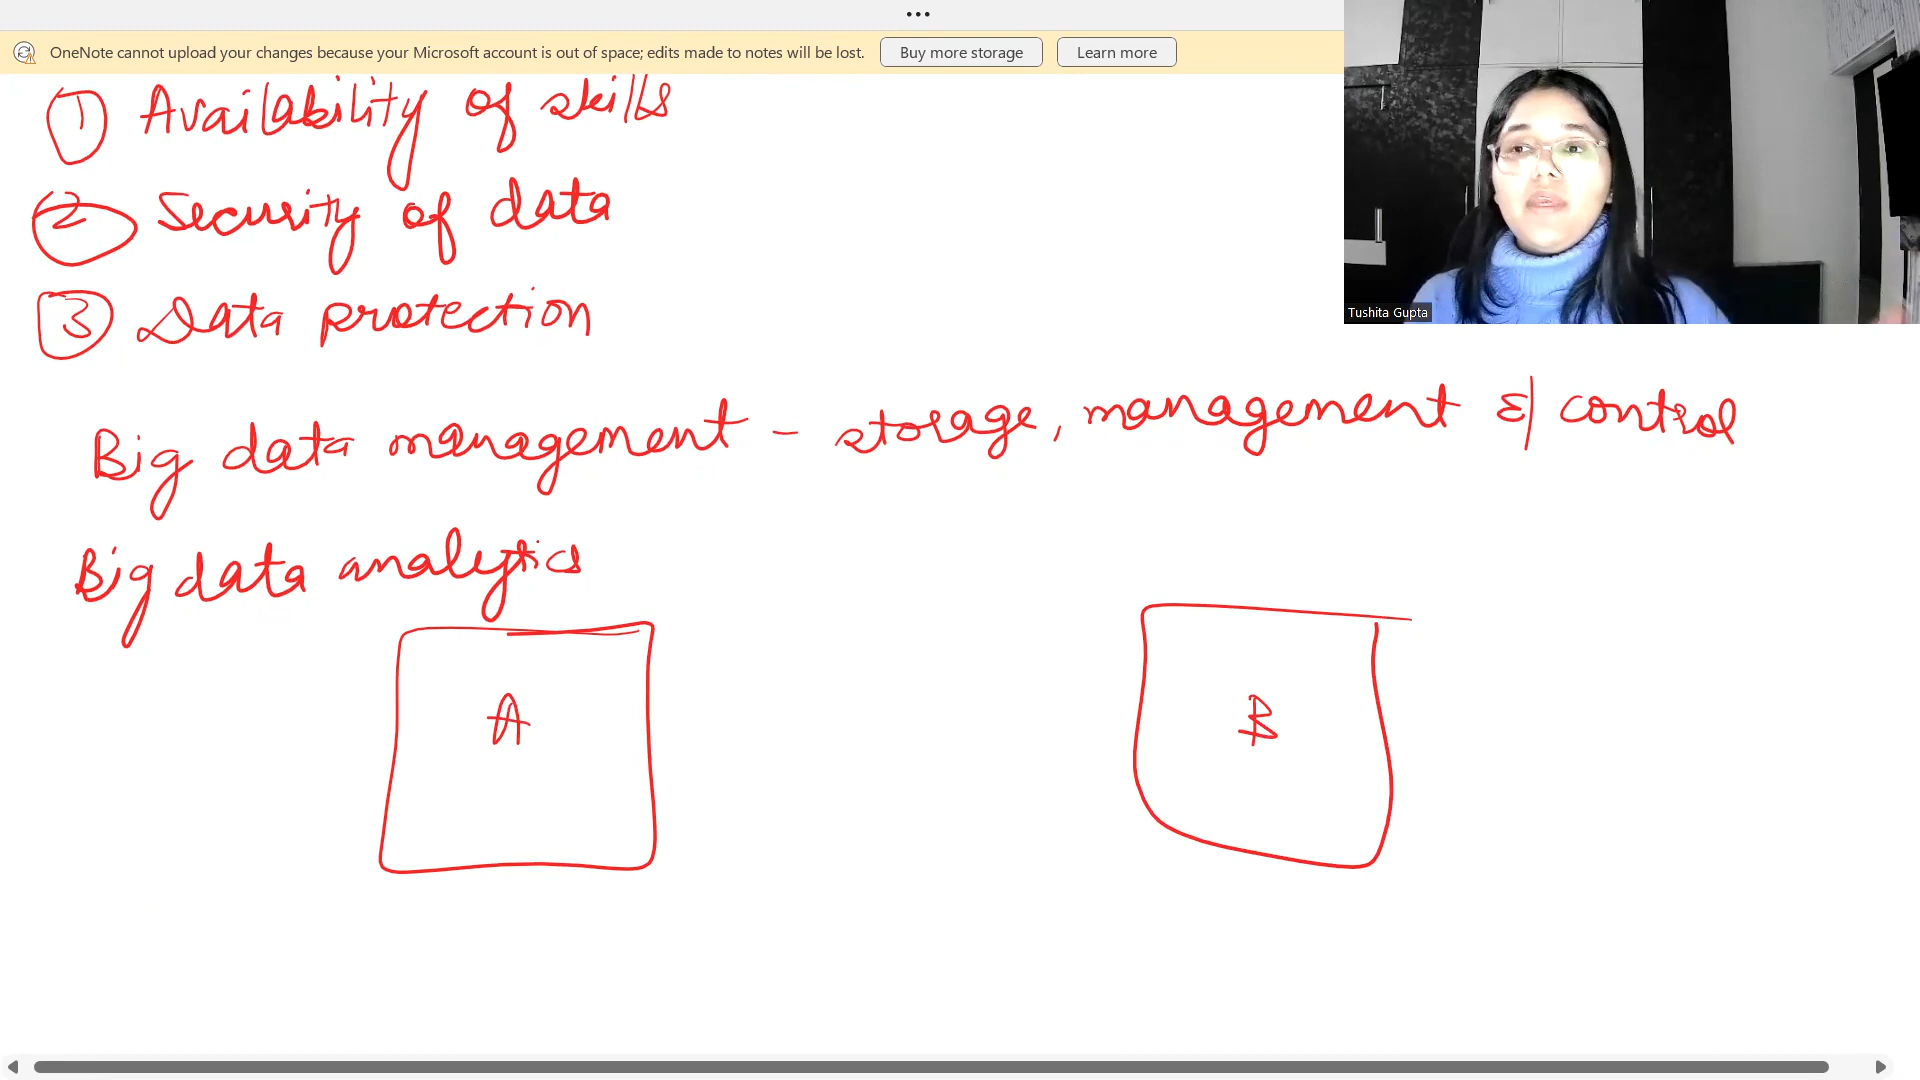 ...
OneNote cannot upload your changes because your Microsoft account is out of space; edits made to notes will be lost. Buy more storage Learn more
① Availability of skills
② Security of data
③ Data protection
Tushita Gupta
Big data management - storage, management & control
Big data analytics
A B